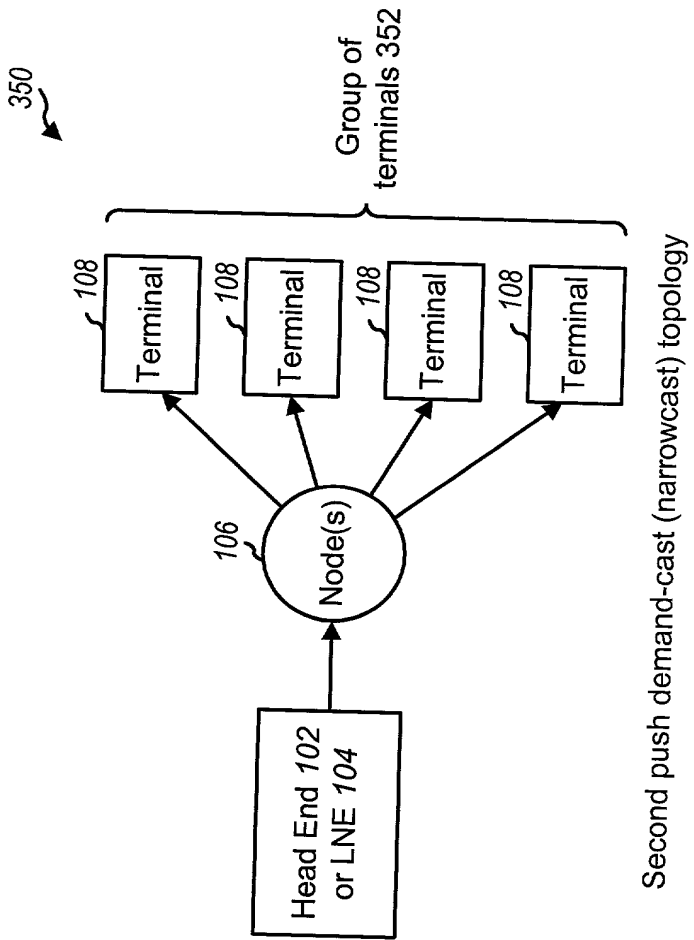 350
Head End 102
or LNE 104
106
Node(s)
108
Terminal
108
Terminal
108
Terminal
108
Terminal
Group of
terminals 352
Second push demand-cast (narrowcast) topology